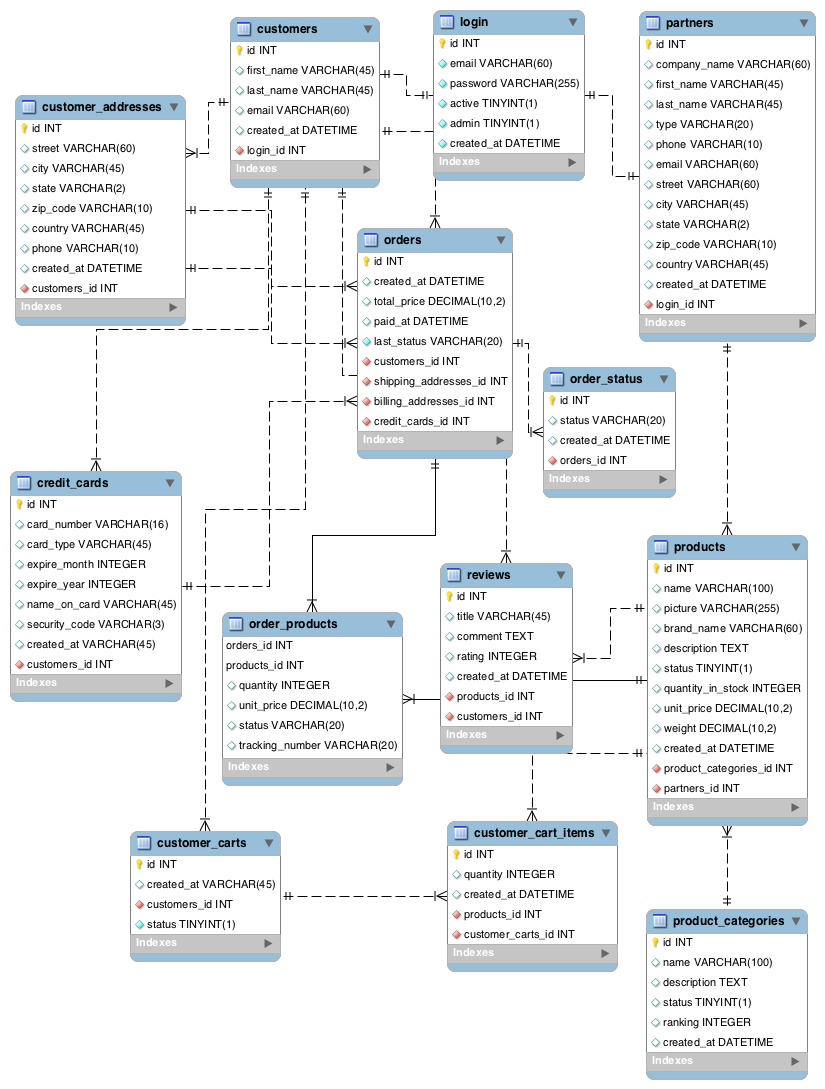 customers
id INT
first_name VARCHAR(45)
last_name VARCHAR(45)
email VARCHAR(60)
created_at DATETIME
login_id INT
Indexes
login
id INT
email VARCHAR(60)
password VARCHAR(255)
active TINYINT(1)
admin TINYINT(1)
created_at DATETIME
Indexes
partners
id INT
company_name VARCHAR(60)
first_name VARCHAR(45)
last_name VARCHAR(45)
type VARCHAR(20)
phone VARCHAR(10)
email VARCHAR(60)
street VARCHAR(60)
city VARCHAR(45)
state VARCHAR(2)
zip_code VARCHAR(10)
country VARCHAR(45)
created_at DATETIME
login_id INT
Indexes
customer_addresses
id INT
street VARCHAR(60)
city VARCHAR(45)
state VARCHAR(2)
zip_code VARCHAR(10)
country VARCHAR(45)
phone VARCHAR(10)
created_at DATETIME
customers_id INT
Indexes
orders
id INT
created_at DATETIME
total_price DECIMAL(10,2)
paid_at DATETIME
last_status VARCHAR(20)
customers_id INT
shipping_addresses_id INT
billing_addresses_id INT
credit_cards_id INT
Indexes
order_status
id INT
status VARCHAR(20)
created_at DATETIME
orders_id INT
Indexes
credit_cards
id INT
card_number VARCHAR(16)
card_type VARCHAR(45)
expire_month INTEGER
expire_year INTEGER
name_on_card VARCHAR(45)
security_code VARCHAR(3)
created_at VARCHAR(45)
customers_id INT
Indexes
order_products
orders_id INT
products_id INT
quantity INTEGER
unit_price DECIMAL(10,2)
status VARCHAR(20)
tracking_number VARCHAR(20)
Indexes
reviews
id INT
title VARCHAR(45)
comment TEXT
rating INTEGER
created_at DATETIME
products_id INT
customers_id INT
Indexes
products
id INT
name VARCHAR(100)
picture VARCHAR(255)
brand_name VARCHAR(60)
description TEXT
status TINYINT(1)
quantity_in_stock INTEGER
unit_price DECIMAL(10,2)
weight DECIMAL(10,2)
created_at DATETIME
product_categories_id INT
partners_id INT
Indexes
customer_carts
id INT
created_at VARCHAR(45)
customers_id INT
status TINYINT(1)
Indexes
customer_cart_items
id INT
quantity INTEGER
created_at DATETIME
products_id INT
customer_carts_id INT
Indexes
product_categories
id INT
name VARCHAR(100)
description TEXT
status TINYINT(1)
ranking INTEGER
created_at DATETIME
Indexes